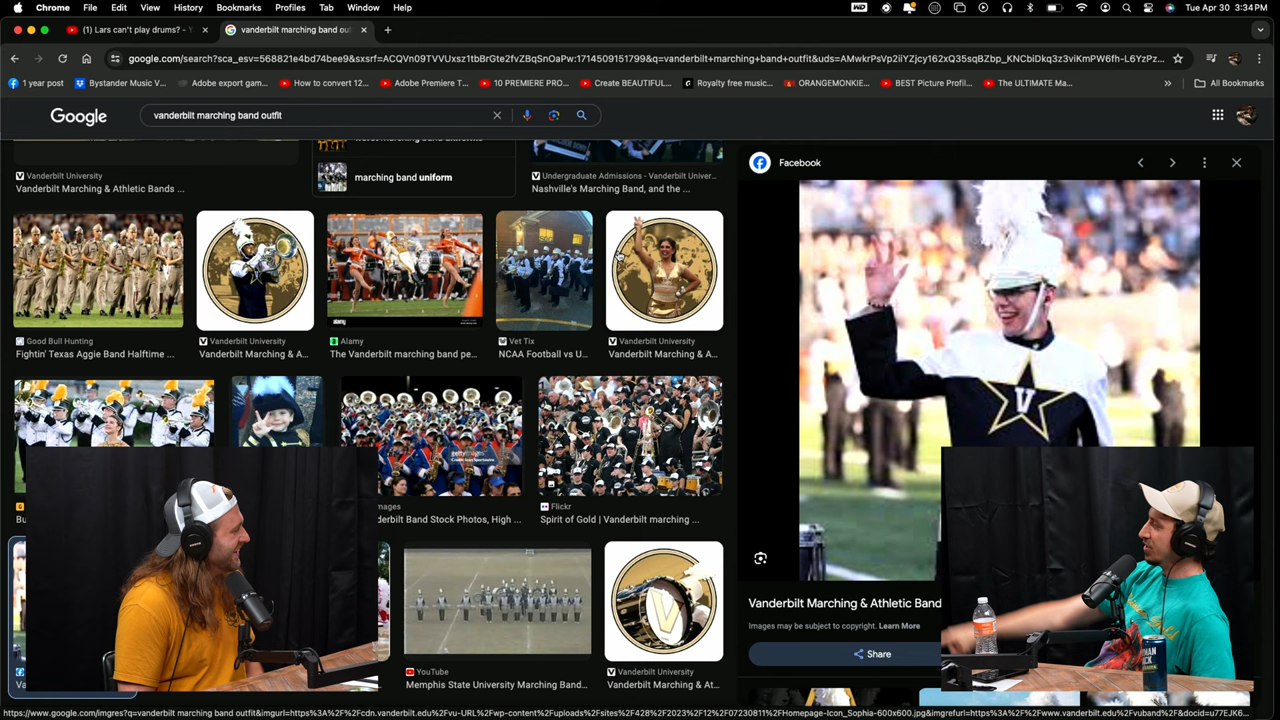 Chrome File Edit View History Bookmarks Profiles Tab Window Help
Tue Apr 30 3:34 PM
(1) Lars can't play drums? - Y
vanderbilt marching band out
google.com/search?sca_esv=568821e4bd74bee9&sxsrf=ACQVn09TVVUxsz1tbBrGte2fvZBqSnOaPw:1714509151799&q=vanderbilt+marching+band+outfit&uds=AMwkrPsVp2iiYZjcy162xQ35sqBZbp_KNCbiDkq3z3viKmPW6fh-L6YzPz...
1 year post
Bystander Music V...
Adobe export gam...
How to convert 12...
Adobe Premiere T...
10 PREMIERE PRO...
Create BEAUTIFUL...
Royalty free music...
ORANGEMONKIE...
BEST Picture Profil...
The ULTIMATE Ma...
All Bookmarks
Google
vanderbilt marching band outfit
marching band uniform
Vanderbilt University
Vanderbilt Marching & Athletic Bands ...
Undergraduate Admissions - Vanderbilt Univer...
Nashville's Marching Band, and the ...
Facebook
alamy
Good Bull Hunting
Fightin' Texas Aggie Band Halftime ...
Vanderbilt University
Vanderbilt Marching & A...
Alamy
The Vanderbilt marching band pe...
Vet Tix
NCAA Football vs U...
Vanderbilt University
Vanderbilt Marching & A...
V
gettyimages
mages
derbilt Band Stock Photos, High ...
Flickr
Spirit of Gold | Vanderbilt marching ...
Bu
V
YouTube
Memphis State University Marching Band...
Vanderbilt University
Vanderbilt Marching & At...
Va
Vanderbilt Marching & Athletic Band
Images may be subject to copyright. Learn More
Share
https://www.google.com/imgres?q=vanderbilt marching band outfit&imgurl=https%3A%2F%2Fcdn.vanderbilt.edu%2Fvu-URL%2Fwp-content%2Fuploads%2Fsites%2F428%2F2023%2F12%2F07230811%2FHomepage-Icon_Sophia-600x600.jpg&imgrefurl=https%3A%2F%2Fwww.vanderbilt.edu%2Fvuband%2F&docid=u77EJK6...